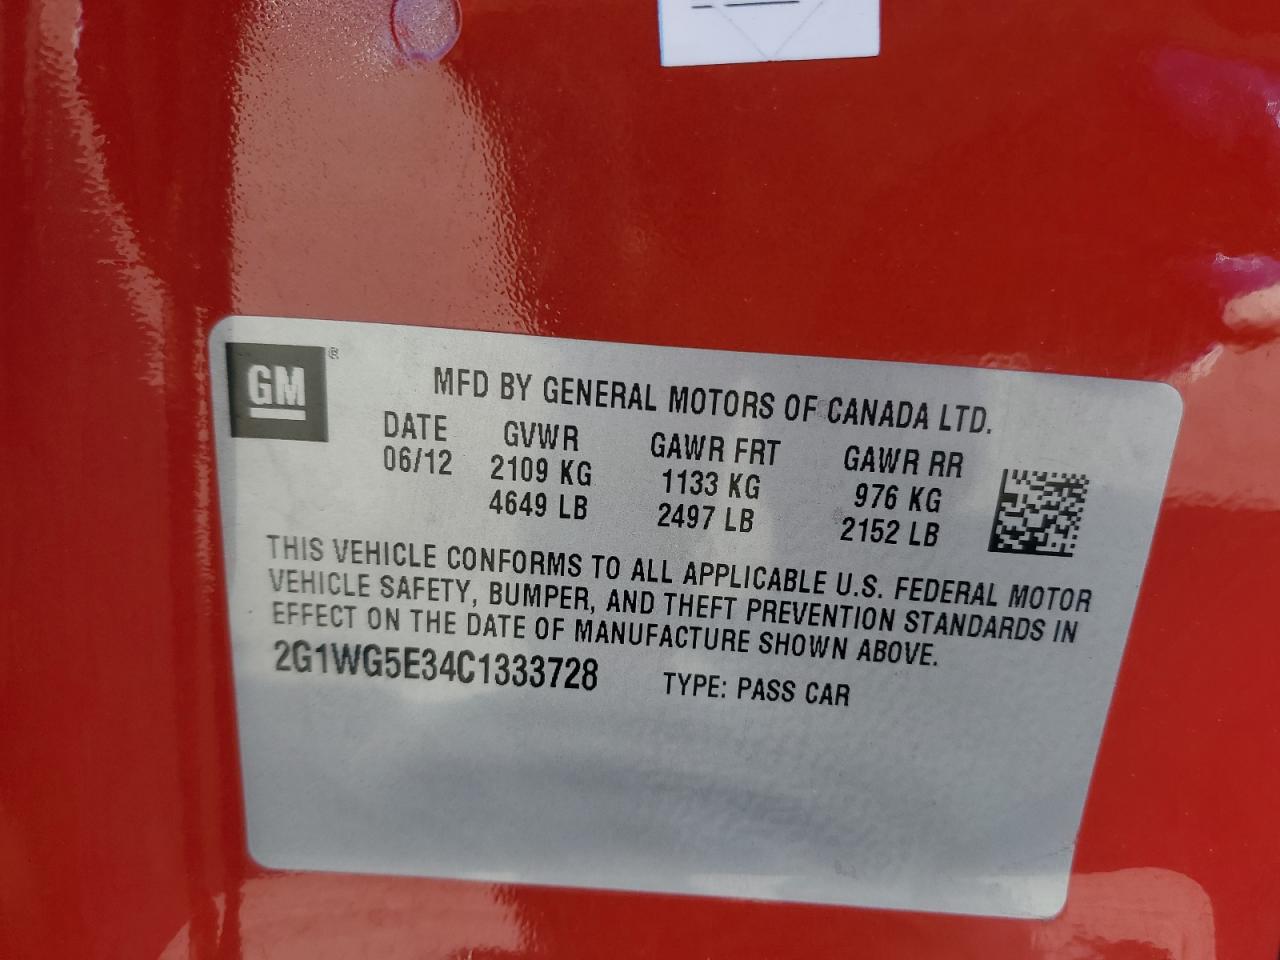 GM ®
MFD BY GENERAL MOTORS OF CANADA LTD.
DATE GVWR GAWR FRT GAWR RR
06/12 2109 KG 1133 KG 976 KG
4649 LB 2497 LB 2152 LB
THIS VEHICLE CONFORMS TO ALL APPLICABLE U.S. FEDERAL MOTOR
VEHICLE SAFETY, BUMPER, AND THEFT PREVENTION STANDARDS IN
EFFECT ON THE DATE OF MANUFACTURE SHOWN ABOVE.
2G1WG5E34C1333728 TYPE: PASS CAR